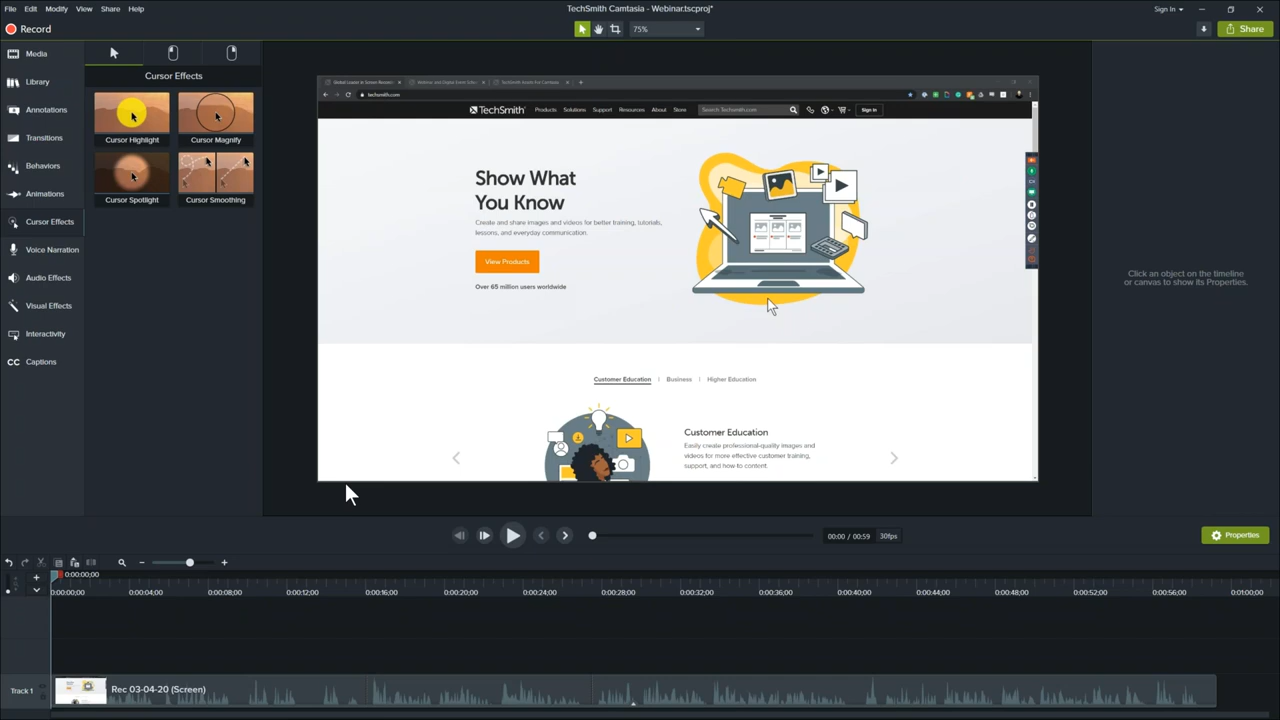 File Edit Modify View Share Help
TechSmith Camtasia - Webinar.tscproj*
Sign In
Record
75%
Share
Media
Library
Annotations
Transitions
Behaviors
Animations
Cursor Effects
Voice Narration
Audio Effects
Visual Effects
Interactivity
CC Captions
Cursor Effects
Cursor Highlight
Cursor Magnify
Cursor Spotlight
Cursor Smoothing
techsmith.com
TechSmith Products Solutions Support Resources About Store Search Techsmith.com Sign In
Show What
You Know
Create and share images and videos for better training, tutorials,
lessons, and everyday communication.
View Products
Over 65 million users worldwide
Customer Education | Business | Higher Education
Customer Education
Easily create professional-quality images and
videos for more effective customer training,
support, and how-to content.
Click an object on the timeline
or canvas to show its Properties.
00:00 / 00:59 30fps
Properties
0:00:00;00
0:00:00;00 0:00:04;00 0:00:08;00 0:00:12;00 0:00:16;00 0:00:20;00 0:00:24;00 0:00:28;00 0:00:32;00 0:00:36;00 0:00:40;00 0:00:44;00 0:00:48;00 0:00:52;00 0:00:56;00 0:01:00;00
Track 1
Rec 03-04-20 (Screen)